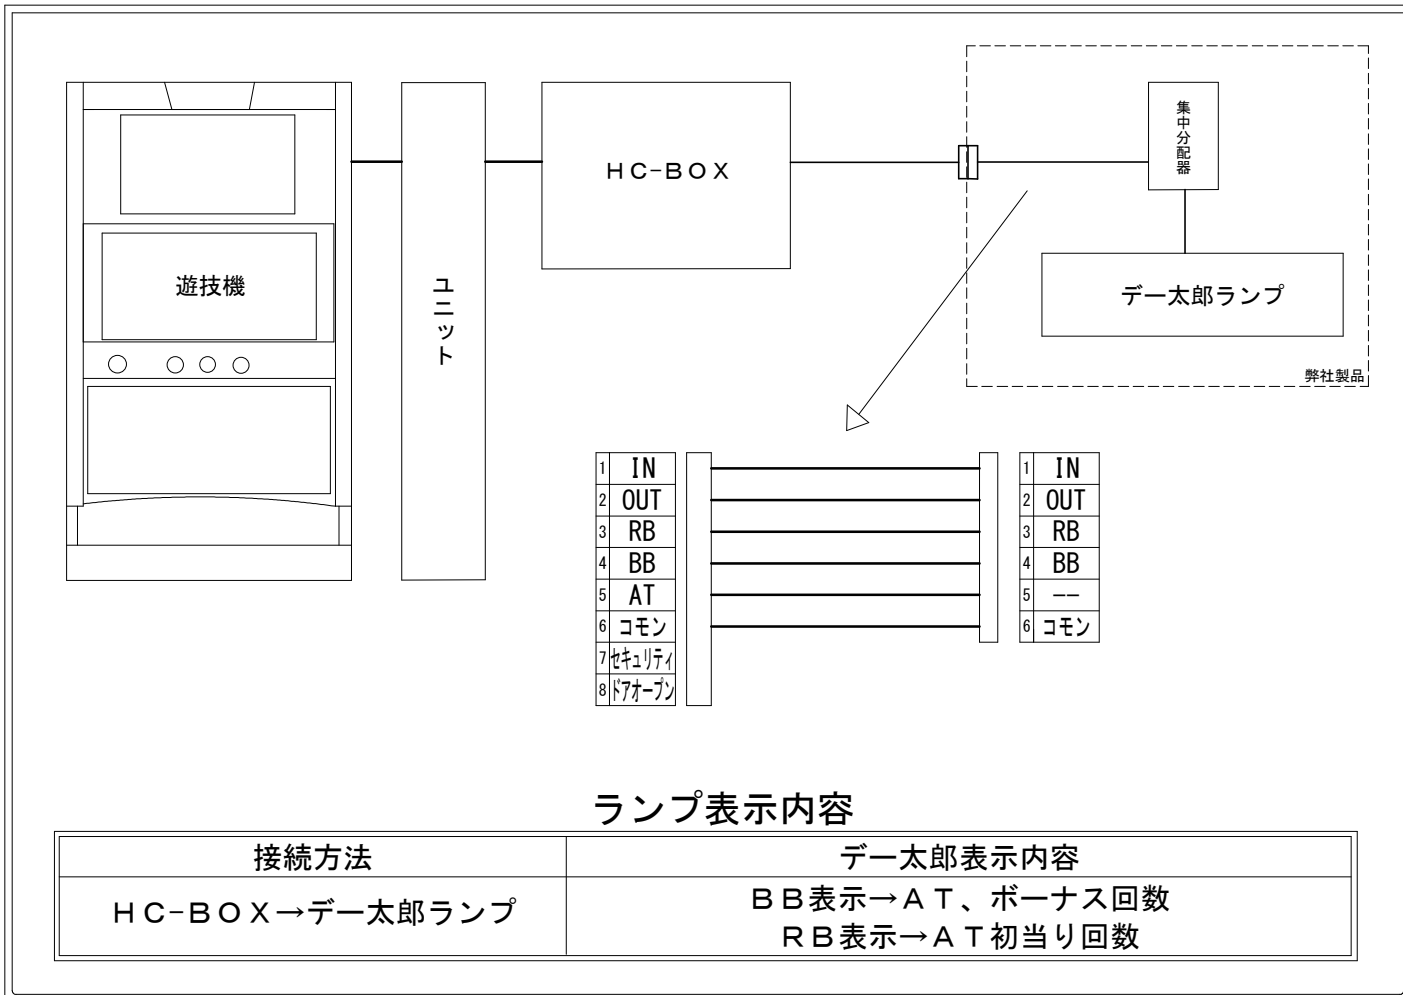 遊技機
ユニット
HC-BOX
集中分配器
デー太郎ランプ
弊社製品
1 IN
2 OUT
3 RB
4 BB
5 AT
6 コモン
7 セキュリティ
8 ドアオープン
1 IN
2 OUT
3 RB
4 BB
5 --
6 コモン
ランプ表示内容
接続方法 デー太郎表示内容
HC-BOX→デー太郎ランプ
BB表示→AT、ボーナス回数
RB表示→AT初当り回数